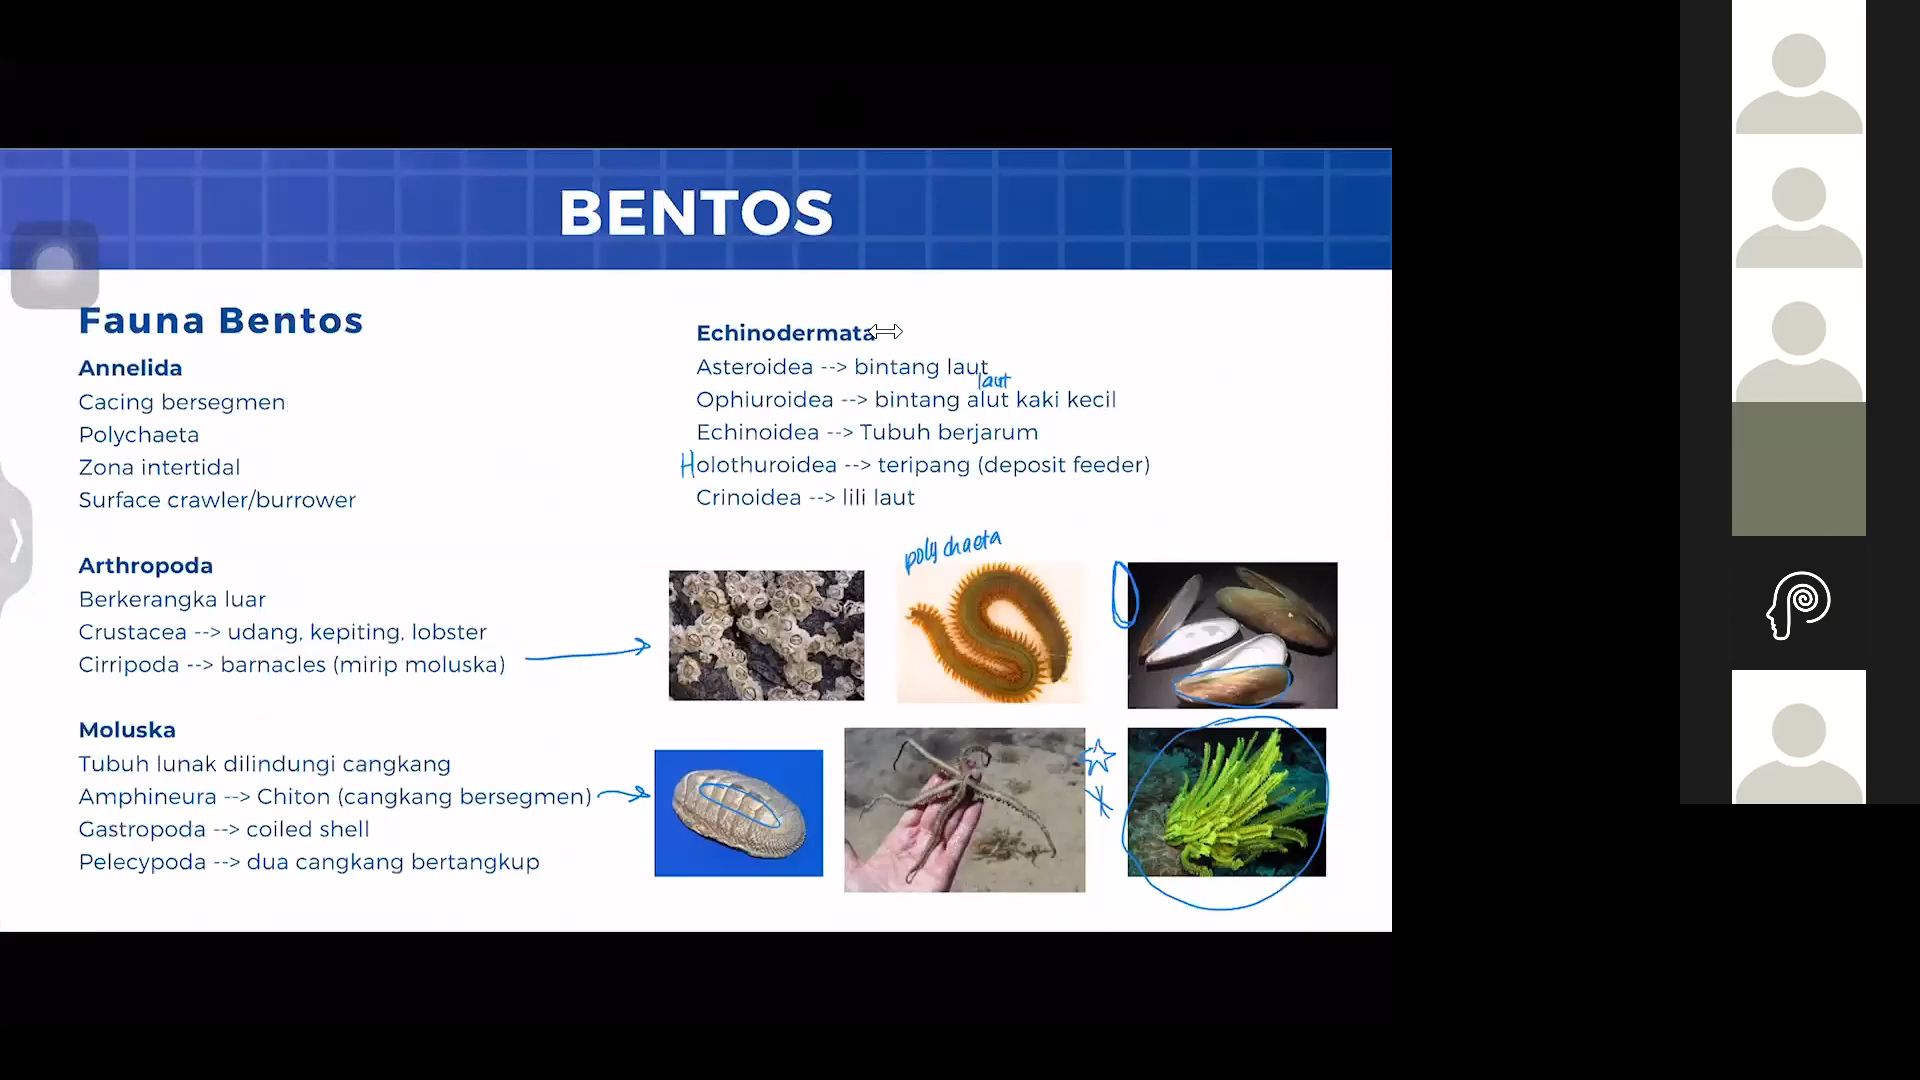 BENTOS
Fauna Bentos
Annelida
Cacing bersegmen
Polychaeta
Zona intertidal
Surface crawler/burrower
Arthropoda
Berkerangka luar
Crustacea --> udang, kepiting, lobster
Cirripoda --> barnacles (mirip moluska)
Moluska
Tubuh lunak dilindungi cangkang
Amphineura --> Chiton (cangkang bersegmen)
Gastropoda --> coiled shell
Pelecypoda --> dua cangkang bertangkup
Echinodermata
Asteroidea --> bintang laut
laut
Ophiuroidea --> bintang alut kaki kecil
Echinoidea --> Tubuh berjarum
Holothuroidea --> teripang (deposit feeder)
Crinoidea --> lili laut
polychaeta